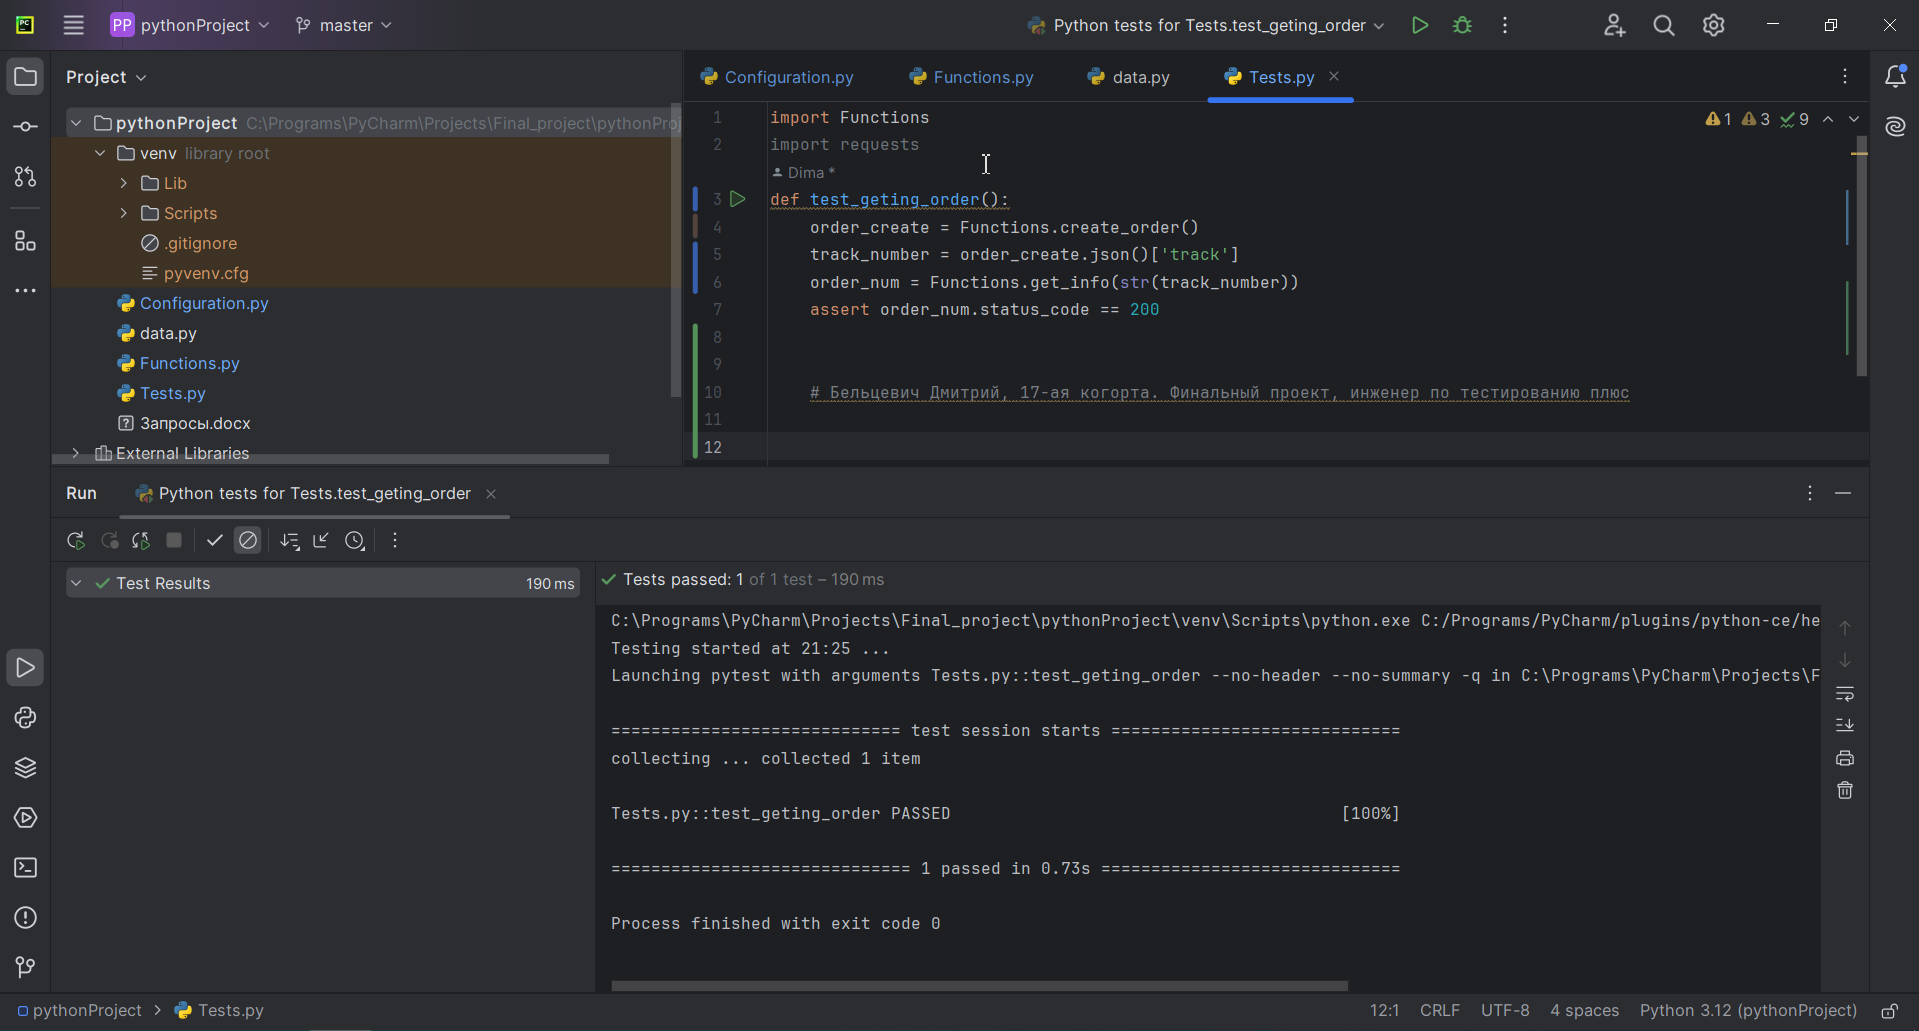 PC
PP pythonProject
master
Python tests for Tests.test_geting_order
Project
pythonProject C:\Programs\PyCharm\Projects\Final_project\pythonProj
venv library root
Lib
Scripts
.gitignore
pyvenv.cfg
Configuration.py
data.py
Functions.py
Tests.py
Запросы.docx
External Libraries
Configuration.py
Functions.py
data.py
Tests.py
1 3 9
1 import Functions
2 import requests
Dima *
3 def test_geting_order():
4 order_create = Functions.create_order()
5 track_number = order_create.json()['track']
6 order_num = Functions.get_info(str(track_number))
7 assert order_num.status_code == 200
8
9
10 # Бельцевич Дмитрий, 17-ая когорта. Финальный проект, инженер по тестированию плюс
11
12
Run
Python tests for Tests.test_geting_order
Test Results 190 ms
Tests passed: 1 of 1 test – 190 ms
C:\Programs\PyCharm\Projects\Final_project\pythonProject\venv\Scripts\python.exe C:/Programs/PyCharm/plugins/python-ce/he
Testing started at 21:25 ...
Launching pytest with arguments Tests.py::test_geting_order --no-header --no-summary -q in C:\Programs\PyCharm\Projects\F
============================= test session starts =============================
collecting ... collected 1 item
Tests.py::test_geting_order PASSED [100%]
============================== 1 passed in 0.73s ==============================
Process finished with exit code 0
pythonProject > Tests.py
12:1 CRLF UTF-8 4 spaces Python 3.12 (pythonProject)